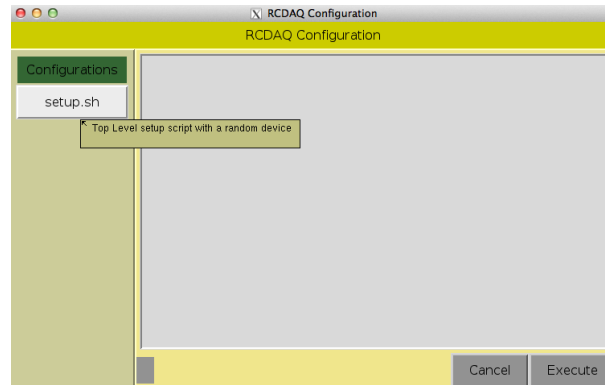 RCDAQ Configuration
RCDAQ Configuration
Configurations
setup.sh
Top Level setup script with a random device
Cancel Execute